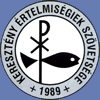 KERESZTÉNY ÉRTELMISÉGIEK SZÖVETSÉGE
• 1989 •